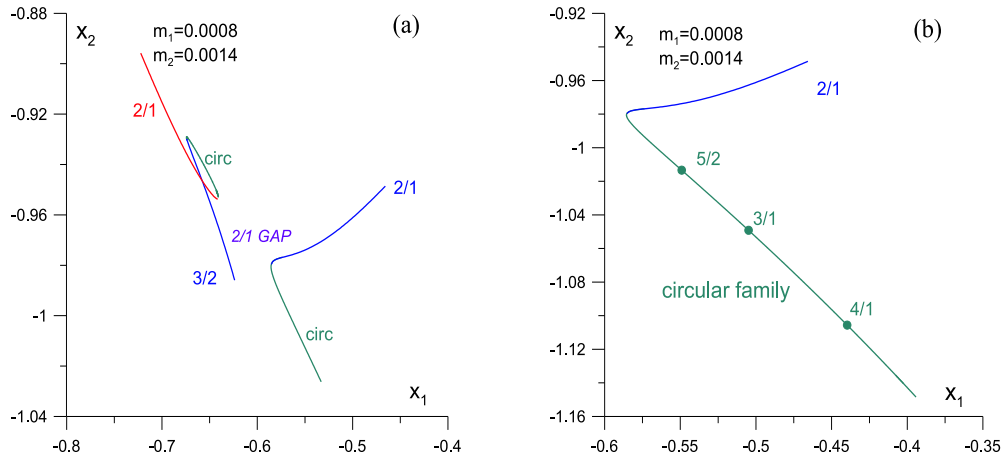 -0.88
x2
m1=0.0008
m2=0.0014
(a)
-0.92
2/1
circ
-0.96
2/1
2/1 GAP
3/2
-1
circ
x1
-1.04
-0.8
-0.7
-0.6
-0.5
-0.4
-0.92
x2
m1=0.0008
m2=0.0014
(b)
-0.96
2/1
-1
5/2
-1.04
3/1
-1.08
circular family
4/1
-1.12
x1
-1.16
-0.6
-0.55
-0.5
-0.45
-0.4
-0.35